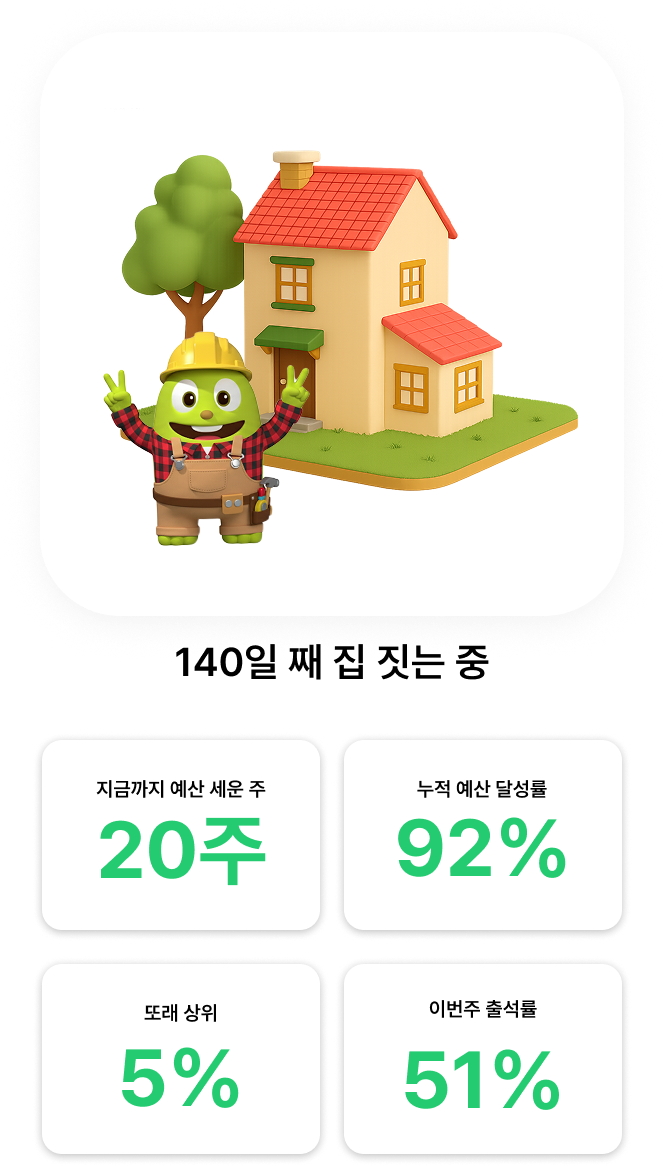 140일 째 집 짓는 중
지금까지 예산 세운 주
20주
누적 예산 달성률
92%
또래 상위
5%
이번주 출석률
51%